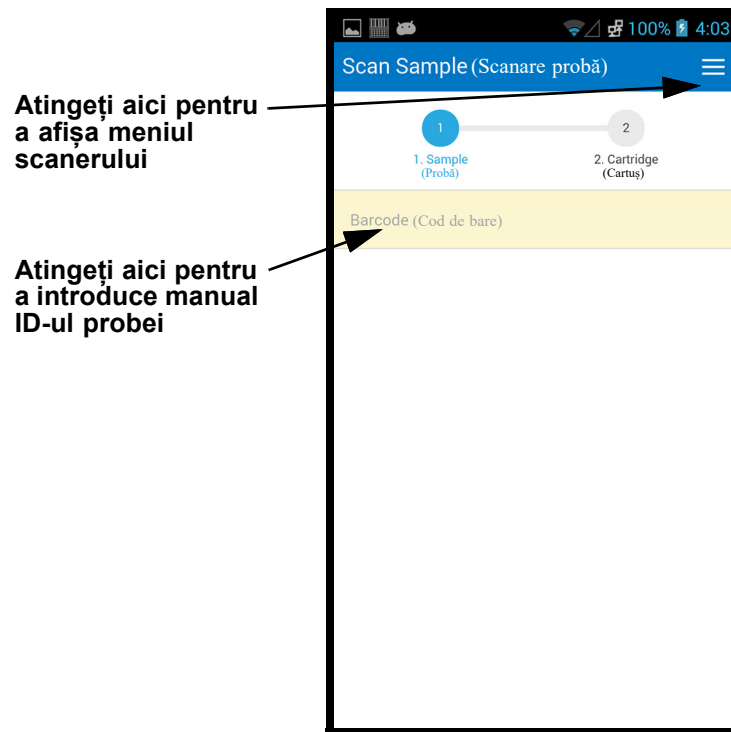 100% 4:03
Scan Sample (Scanare probă)
Atingeți aici pentru
a afișa meniul
scanerului
1
2
1. Sample
(Probă)
2. Cartridge
(Cartuș)
Barcode (Cod de bare)
Atingeți aici pentru
a introduce manual
ID-ul probei